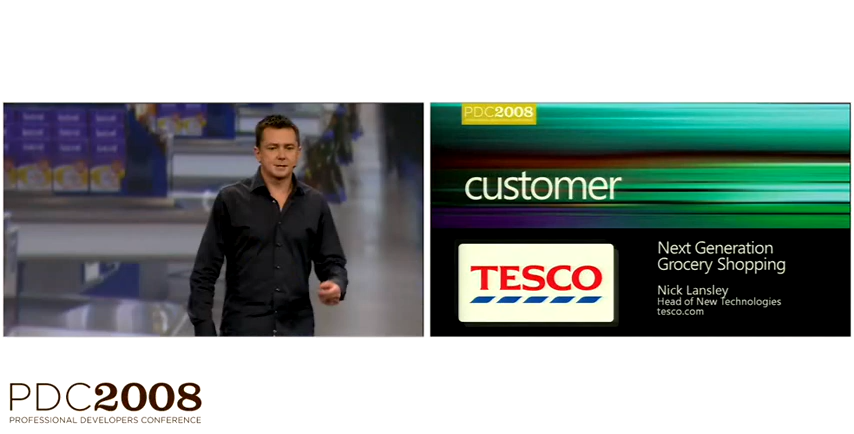 PDC2008
customer
TESCO
Next Generation
Grocery Shopping
Nick Lansley
Head of New Technologies
tesco.com
PDC2008
PROFESSIONAL DEVELOPERS CONFERENCE